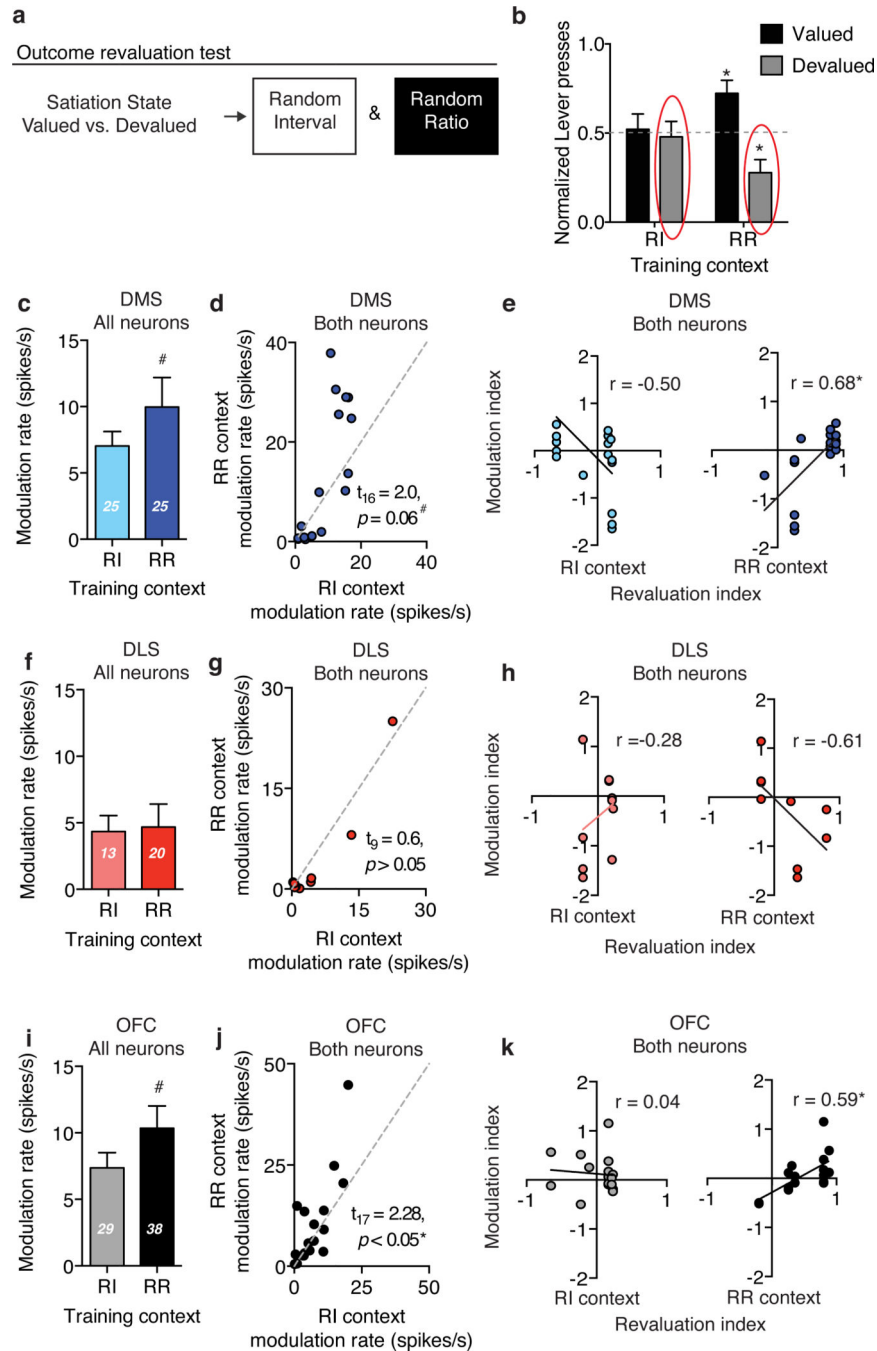 a
Outcome revaluation test
Satiation State
Valued vs. Devalued
Random
Interval
&
Random
Ratio
b
Valued
Devalued
Normalized Lever presses
1.0
0.5
0.0
*
*
RI
RR
Training context
c
DMS
All neurons
Modulation rate (spikes/s)
15
10
5
0
#
25
25
RI
RR
Training context
d
DMS
Both neurons
RR context
modulation rate (spikes/s)
40
20
0
t16 = 2.0,
p = 0.06#
0
20
40
RI context
modulation rate (spikes/s)
e
DMS
Both neurons
Modulation index
2
1
-1
-2
-1
1
r = -0.50
RI context
2
1
-1
-2
-1
1
r = 0.68*
RR context
Revaluation index
f
DLS
All neurons
Modulation rate (spikes/s)
15
10
5
0
13
20
RI
RR
Training context
g
DLS
Both neurons
RR context
modulation rate (spikes/s)
30
15
0
t9 = 0.6,
p > 0.05
0
15
30
RI context
modulation rate (spikes/s)
h
DLS
Both neurons
Modulation index
2
1
-1
-2
-1
1
r =-0.28
RI context
2
1
-1
-2
-1
1
r = -0.61
RR context
Revaluation index
i
OFC
All neurons
Modulation rate (spikes/s)
15
10
5
0
#
29
38
RI
RR
Training context
j
OFC
Both neurons
RR context
modulation rate (spikes/s)
50
25
0
t17 = 2.28,
p < 0.05*
0
25
50
RI context
modulation rate (spikes/s)
k
OFC
Both neurons
Modulation index
2
1
-1
-2
-1
1
r = 0.04
RI context
2
1
-1
-2
-1
1
r = 0.59*
RR context
Revaluation index